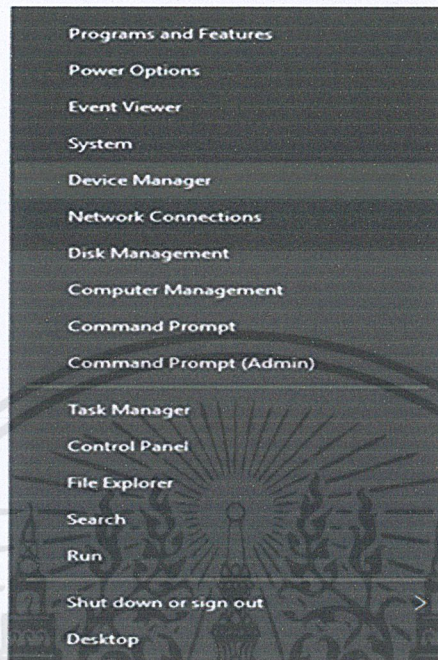 Programs and Features
Power Options
Event Viewer
System
Device Manager
Network Connections
Disk Management
Computer Management
Command Prompt
Command Prompt (Admin)
Task Manager
Control Panel
File Explorer
Search
Run
Shut down or sign out >
Desktop